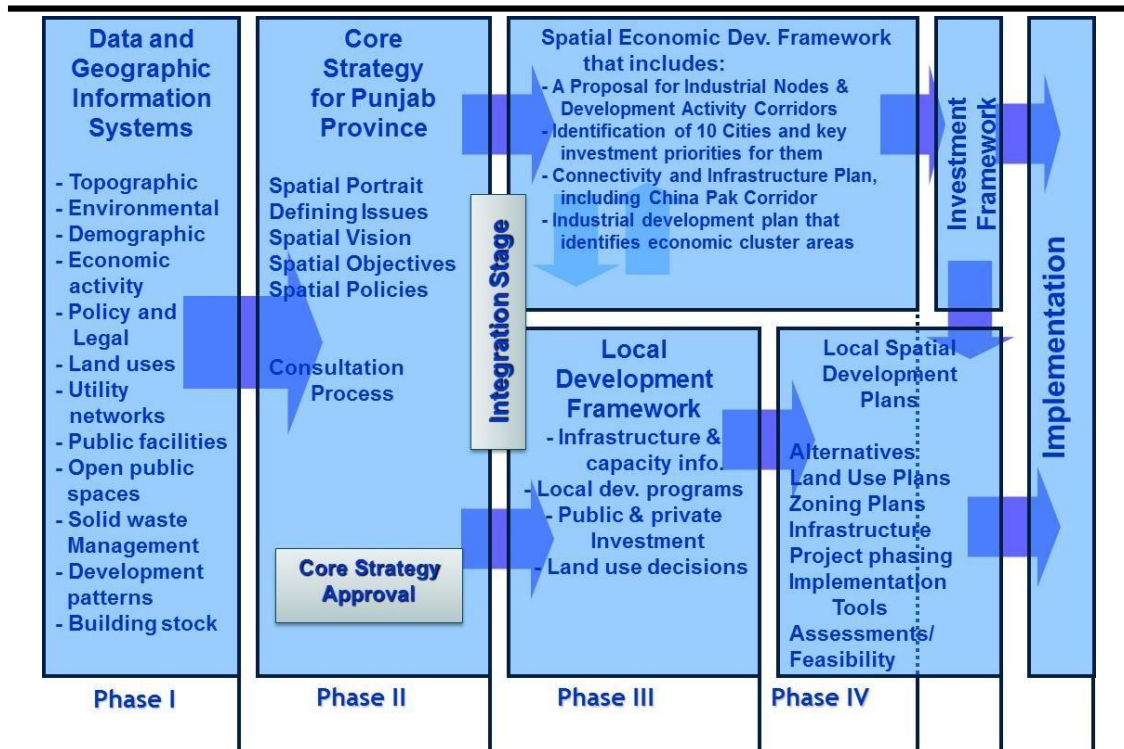 Data and
Geographic
Information
Systems
- Topographic
- Environmental
- Demographic
- Economic
activity
- Policy and
Legal
- Land uses
- Utility
networks
- Public facilities
- Open public
spaces
- Solid waste
Management
- Development
patterns
- Building stock
Phase I
Core
Strategy
for Punjab
Province
Spatial Portrait
Defining Issues
Spatial Vision
Spatial Objectives
Spatial Policies
Consultation
Process
Core Strategy
Approval
Phase II
Integration Stage
Spatial Economic Dev. Framework
that includes:
- A Proposal for Industrial Nodes &
Development Activity Corridors
- Identification of 10 Cities and key
investment priorities for them
- Connectivity and Infrastructure Plan,
including China Pak Corridor
- Industrial development plan that
identifies economic cluster areas
Local
Development
Framework
- Infrastructure &
capacity info.
- Local dev. programs
- Public & private
Investment
- Land use decisions
Phase III
Investment
Framework
Local Spatial
Development
Plans
Alternatives
Land Use Plans
Zoning Plans
Infrastructure
Project phasing
Implementation
Tools
Assessments/
Feasibility
Phase IV
Implementation